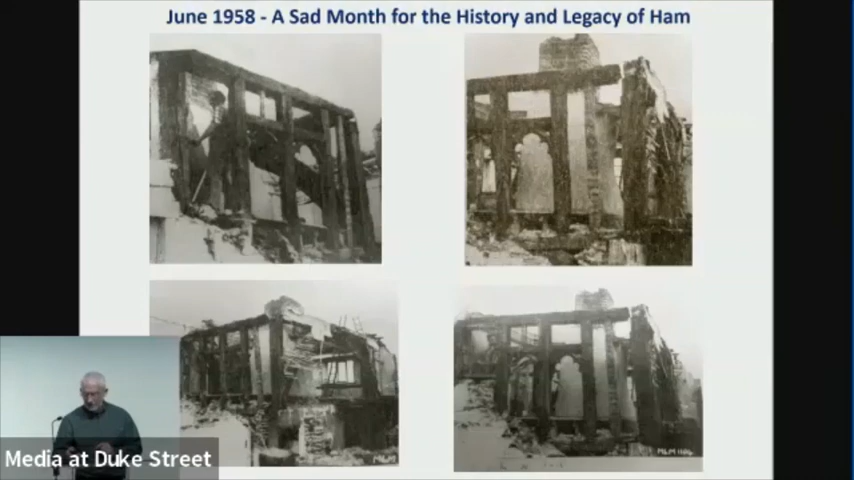 June 1958 - A Sad Month for the History and Legacy of Ham
Media at Duke Street